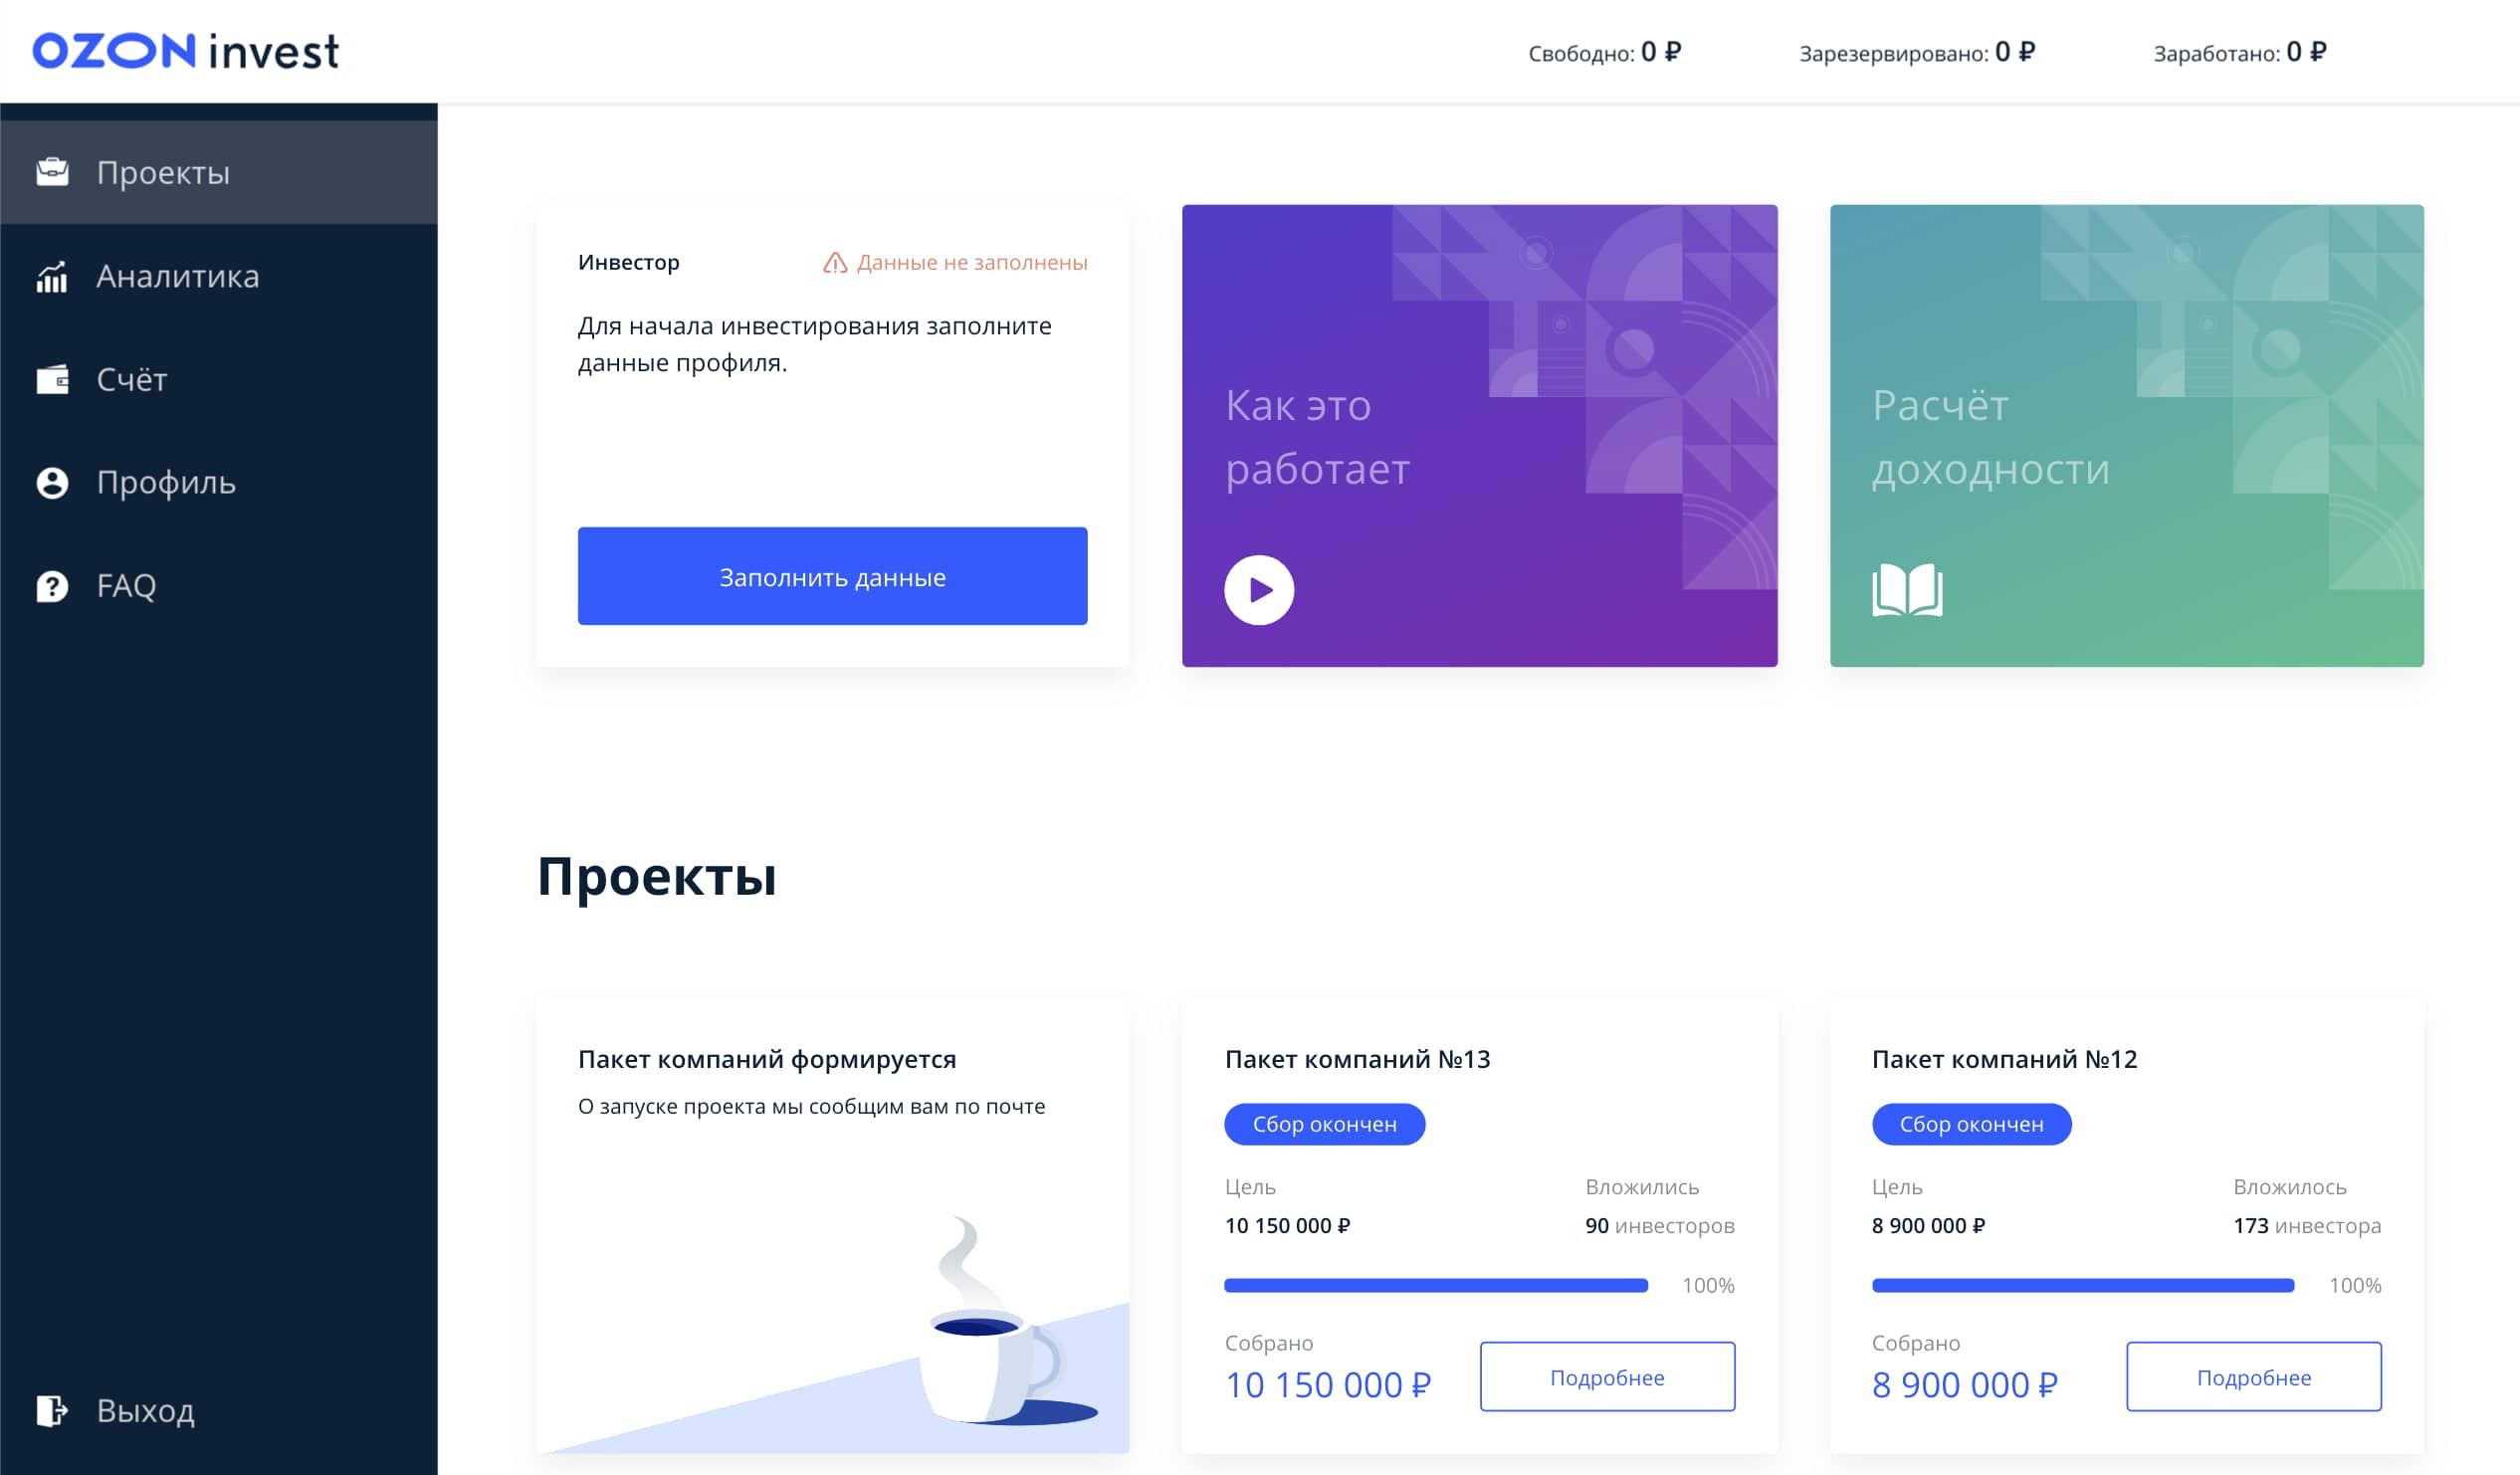 OZON invest
Свободно: 0 ₽
Зарезервировано: 0 ₽
Заработано: 0 ₽
Проекты
Аналитика
Счёт
Профиль
FAQ
Выход
Инвестор
Данные не заполнены
Для начала инвестирования заполните
данные профиля.
Заполнить данные
Как это
работает
Расчёт
доходности
Проекты
Пакет компаний формируется
О запуске проекта мы сообщим вам по почте
Пакет компаний №13
Сбор окончен
Цель
Вложились
10 150 000 ₽
90 инвесторов
100%
Собрано
10 150 000 ₽
Подробнее
Пакет компаний №12
Сбор окончен
Цель
Вложилось
8 900 000 ₽
173 инвестора
100%
Собрано
8 900 000 ₽
Подробнее